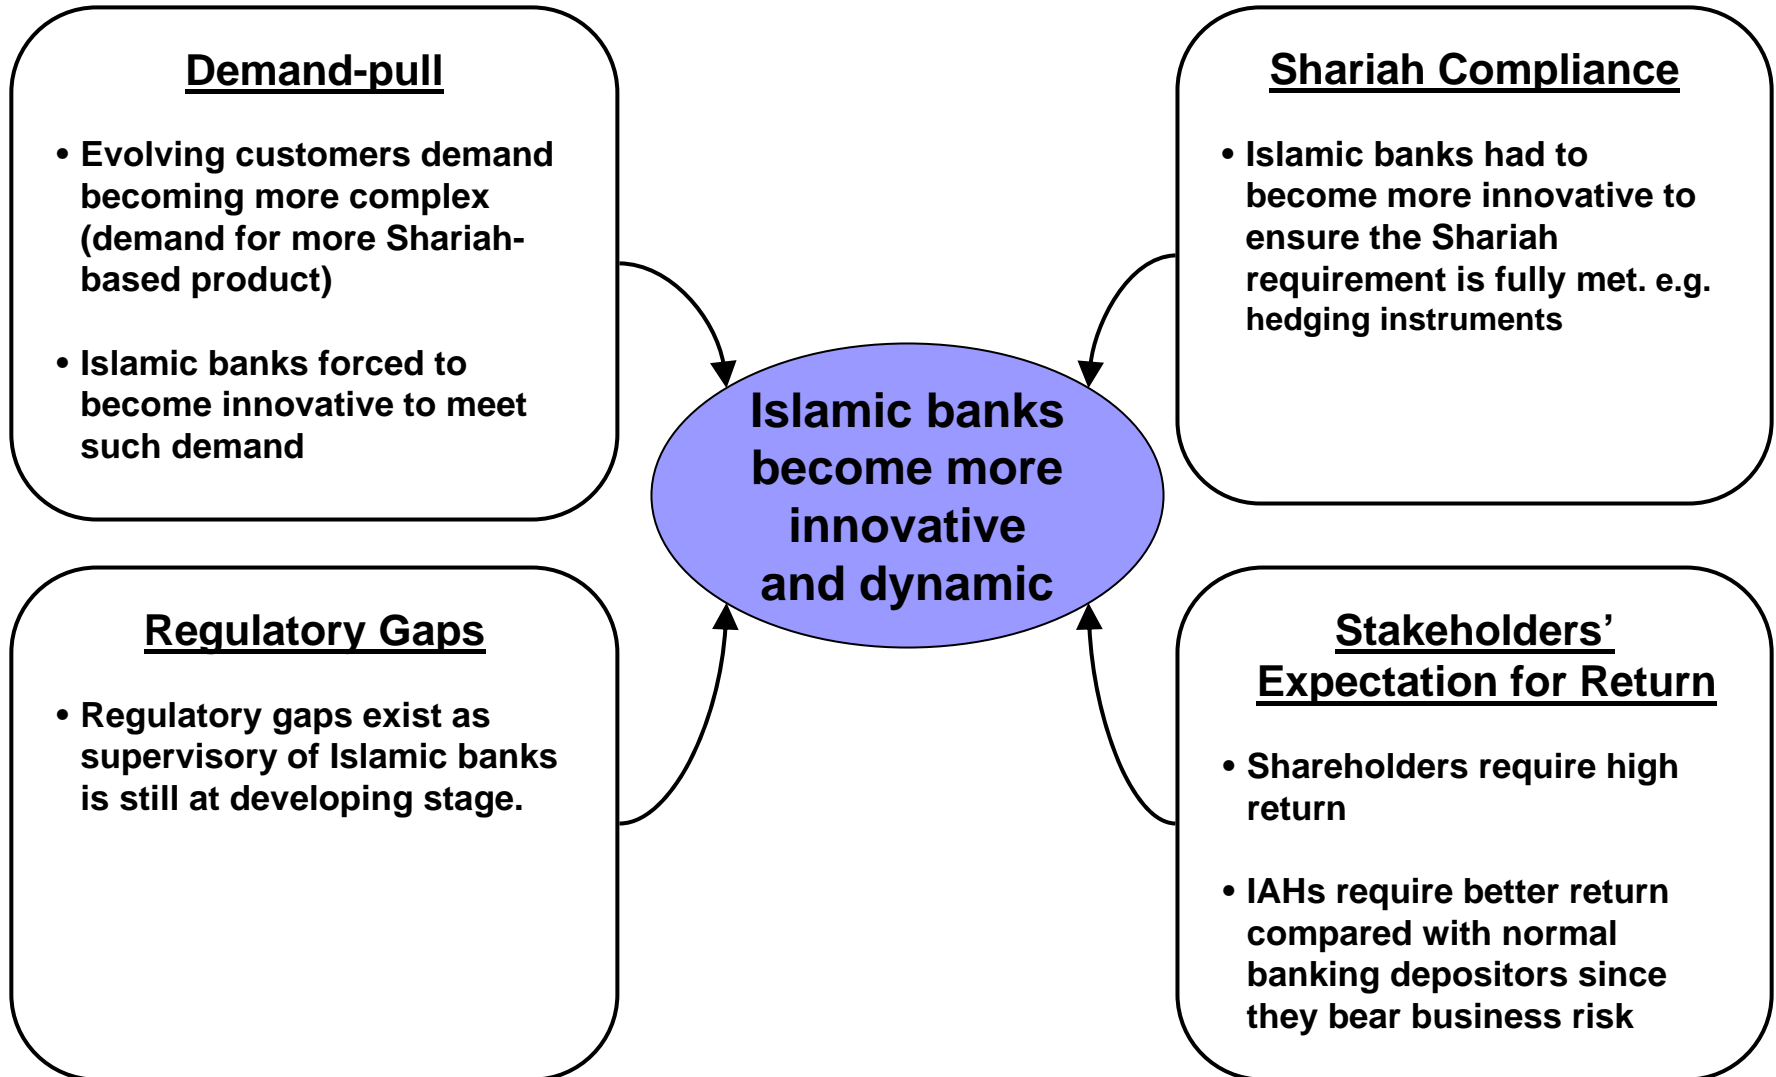 Demand-pull
• Evolving customers demand
becoming more complex
(demand for more Shariah-
based product)
• Islamic banks forced to
become innovative to meet
such demand
Shariah Compliance
• Islamic banks had to
become more innovative to
ensure the Shariah
requirement is fully met. e.g.
hedging instruments
Islamic banks
become more
innovative
and dynamic
Regulatory Gaps
• Regulatory gaps exist as
supervisory of Islamic banks
is still at developing stage.
Stakeholders’
Expectation for Return
• Shareholders require high
return
• IAHs require better return
compared with normal
banking depositors since
they bear business risk